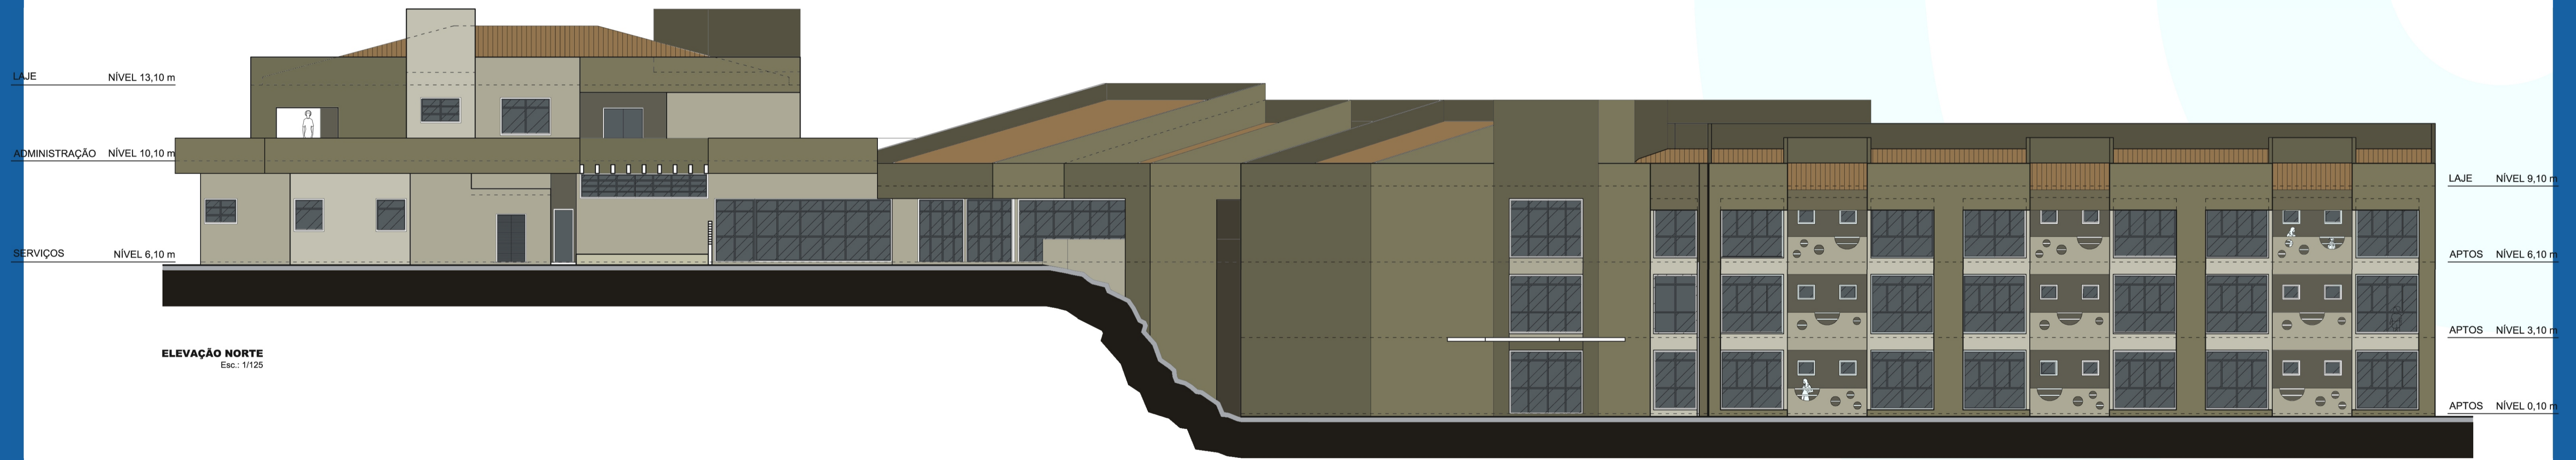 LAJE NÍVEL 13,10 m
ADMINISTRAÇÃO NÍVEL 10,10 m
SERVIÇOS NÍVEL 6,10 m
ELEVAÇÃO NORTE
Esc.: 1/125
LAJE NÍVEL 9,10 m
APTOS NÍVEL 6,10 m
APTOS NÍVEL 3,10 m
APTOS NÍVEL 0,10 m